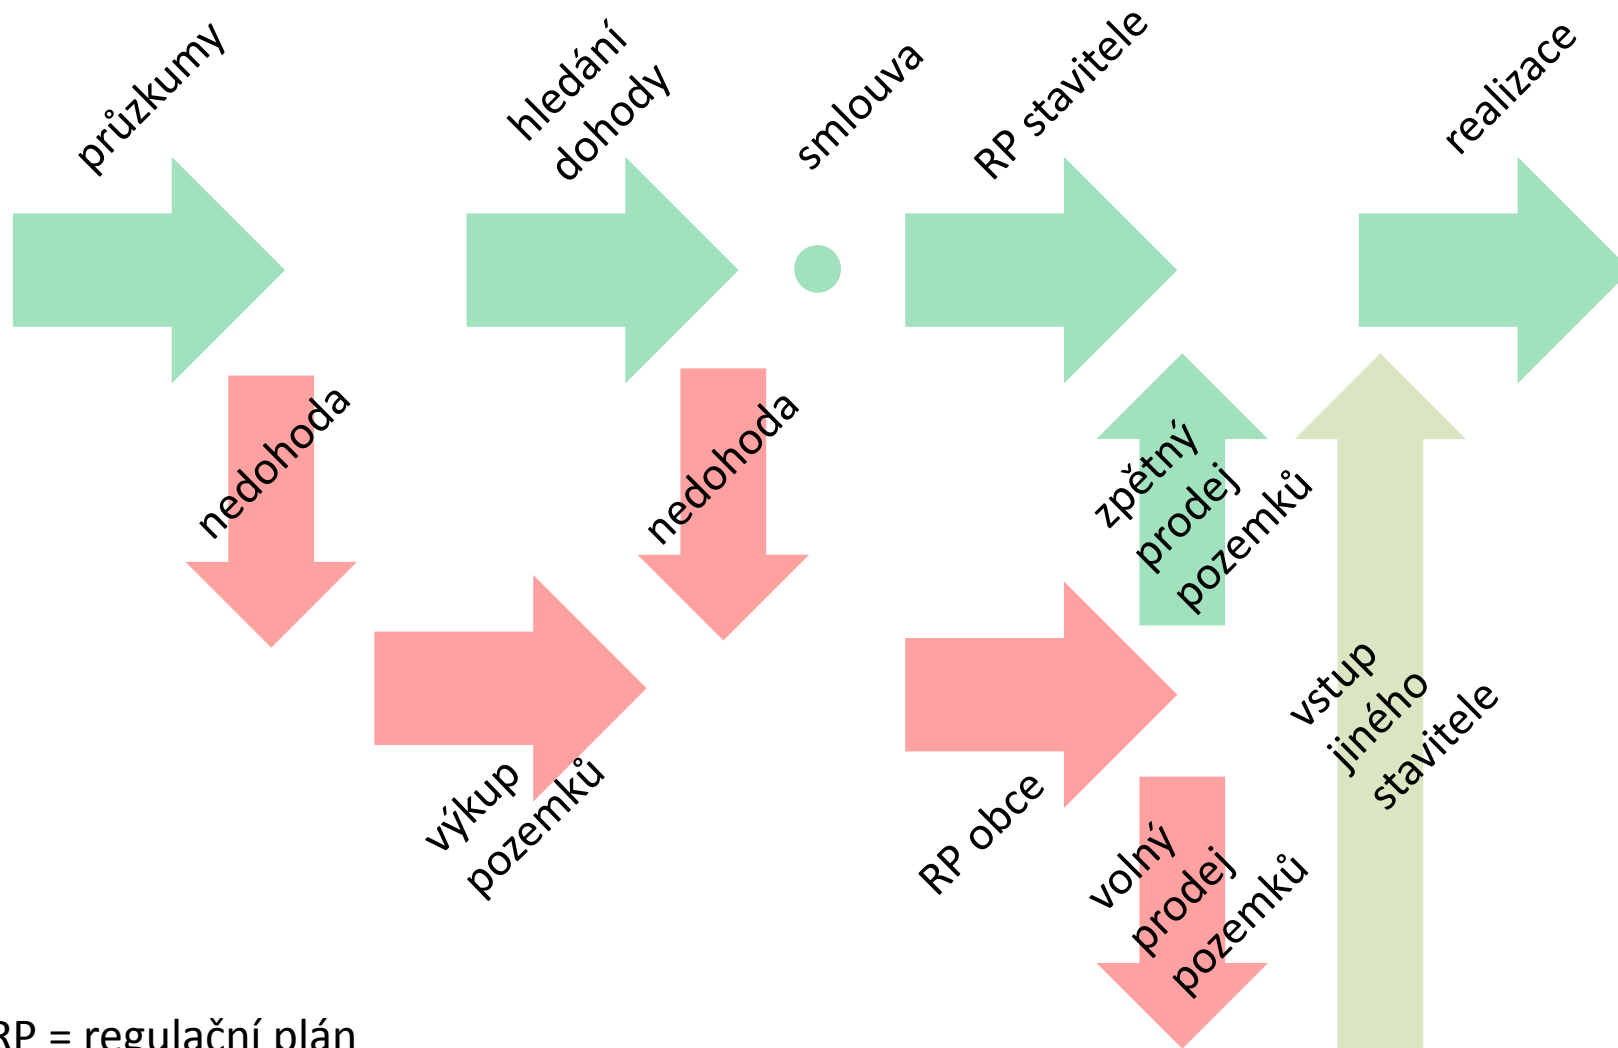 průzkumy
hledání
dohody
smlouva
RP stavitele
realizace
nedohoda
nedohoda
zpětný
prodej
pozemků
výkup
pozemků
RP obce
volný
prodej
pozemků
vstup
jiného
stavitele
RP = regulační plán